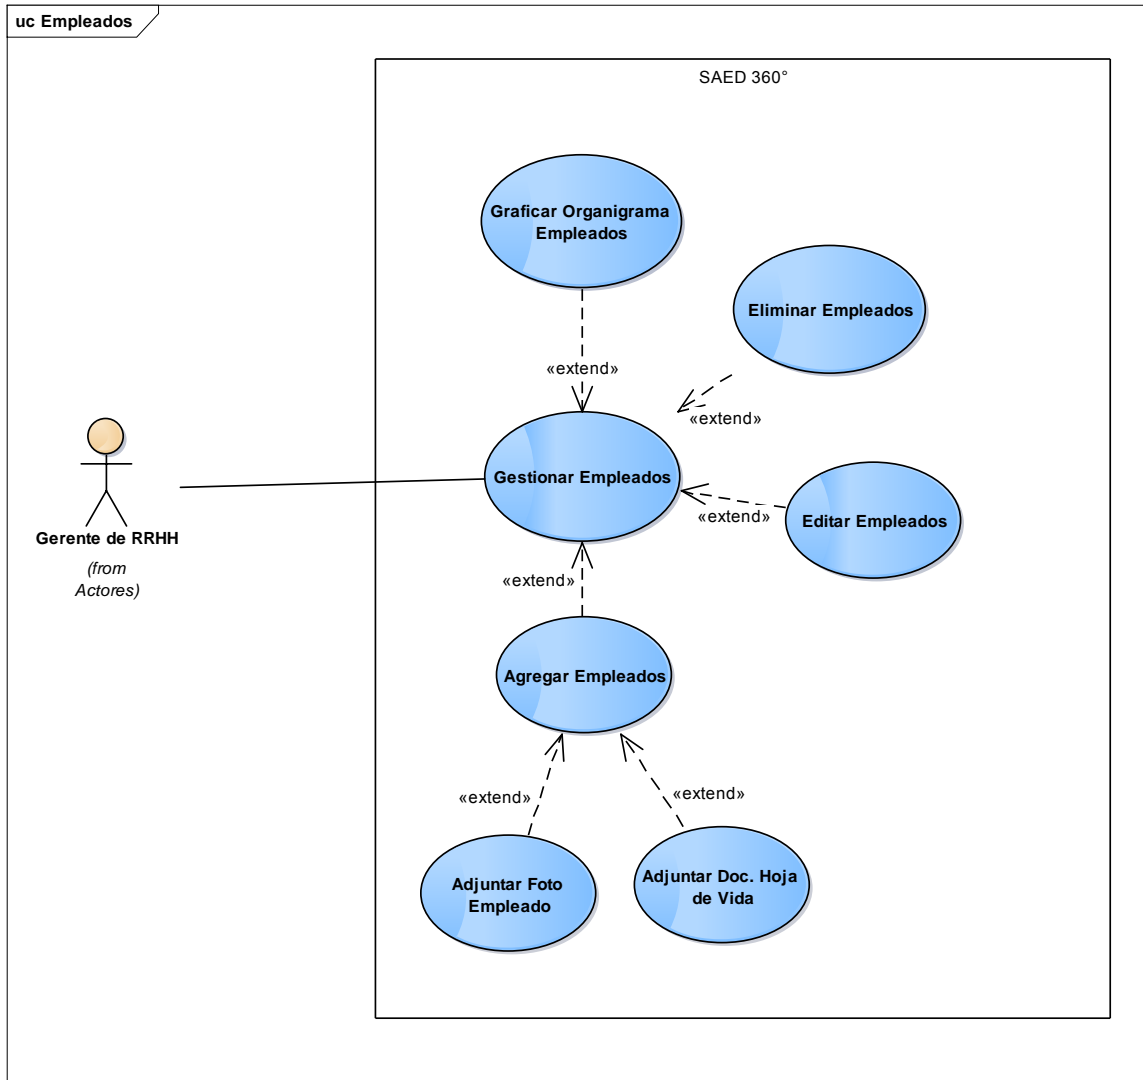 uc Empleados
SAED 360°
Graficar Organigrama
Empleados
Eliminar Empleados
«extend»
«extend»
Gestionar Empleados
«extend»
Editar Empleados
Gerente de RRHH
(from
Actores)
«extend»
Agregar Empleados
«extend»
«extend»
Adjuntar Foto
Empleado
Adjuntar Doc. Hoja
de Vida